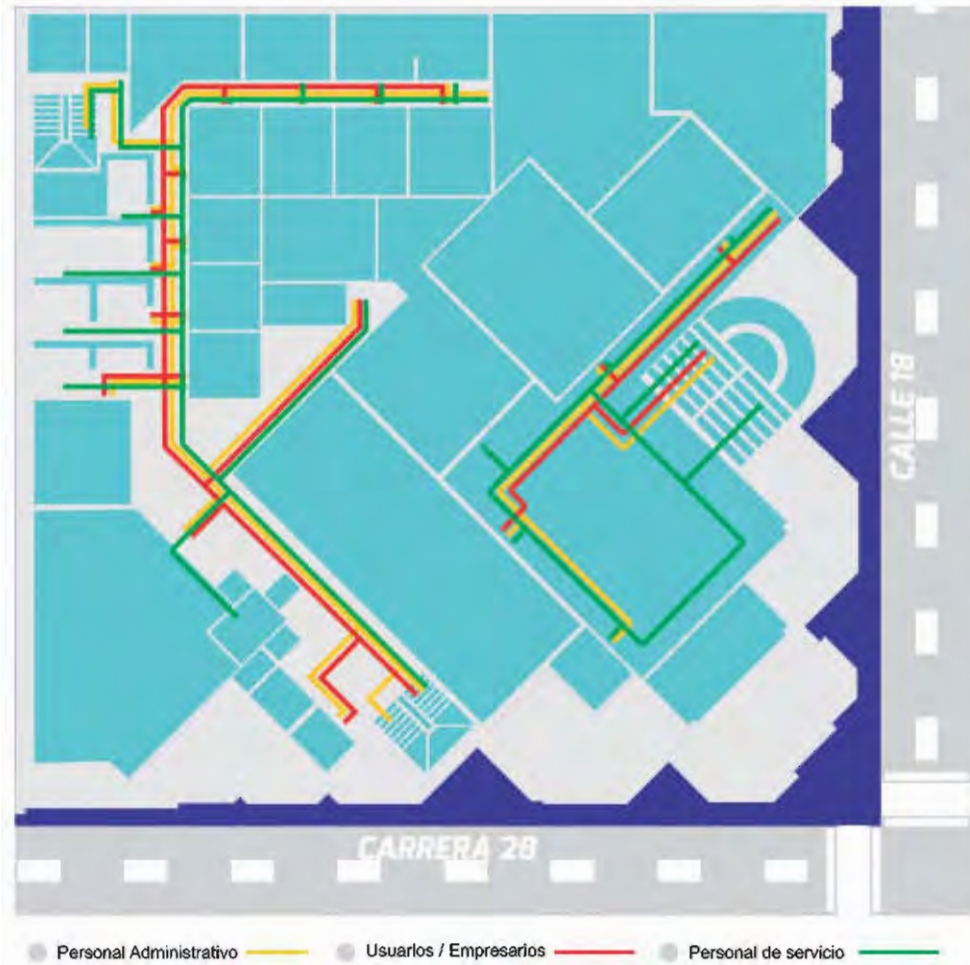 CALLE 18
CARRERA 28
Personal Administrativo
Usuarios / Empresarios
Personal de servicio